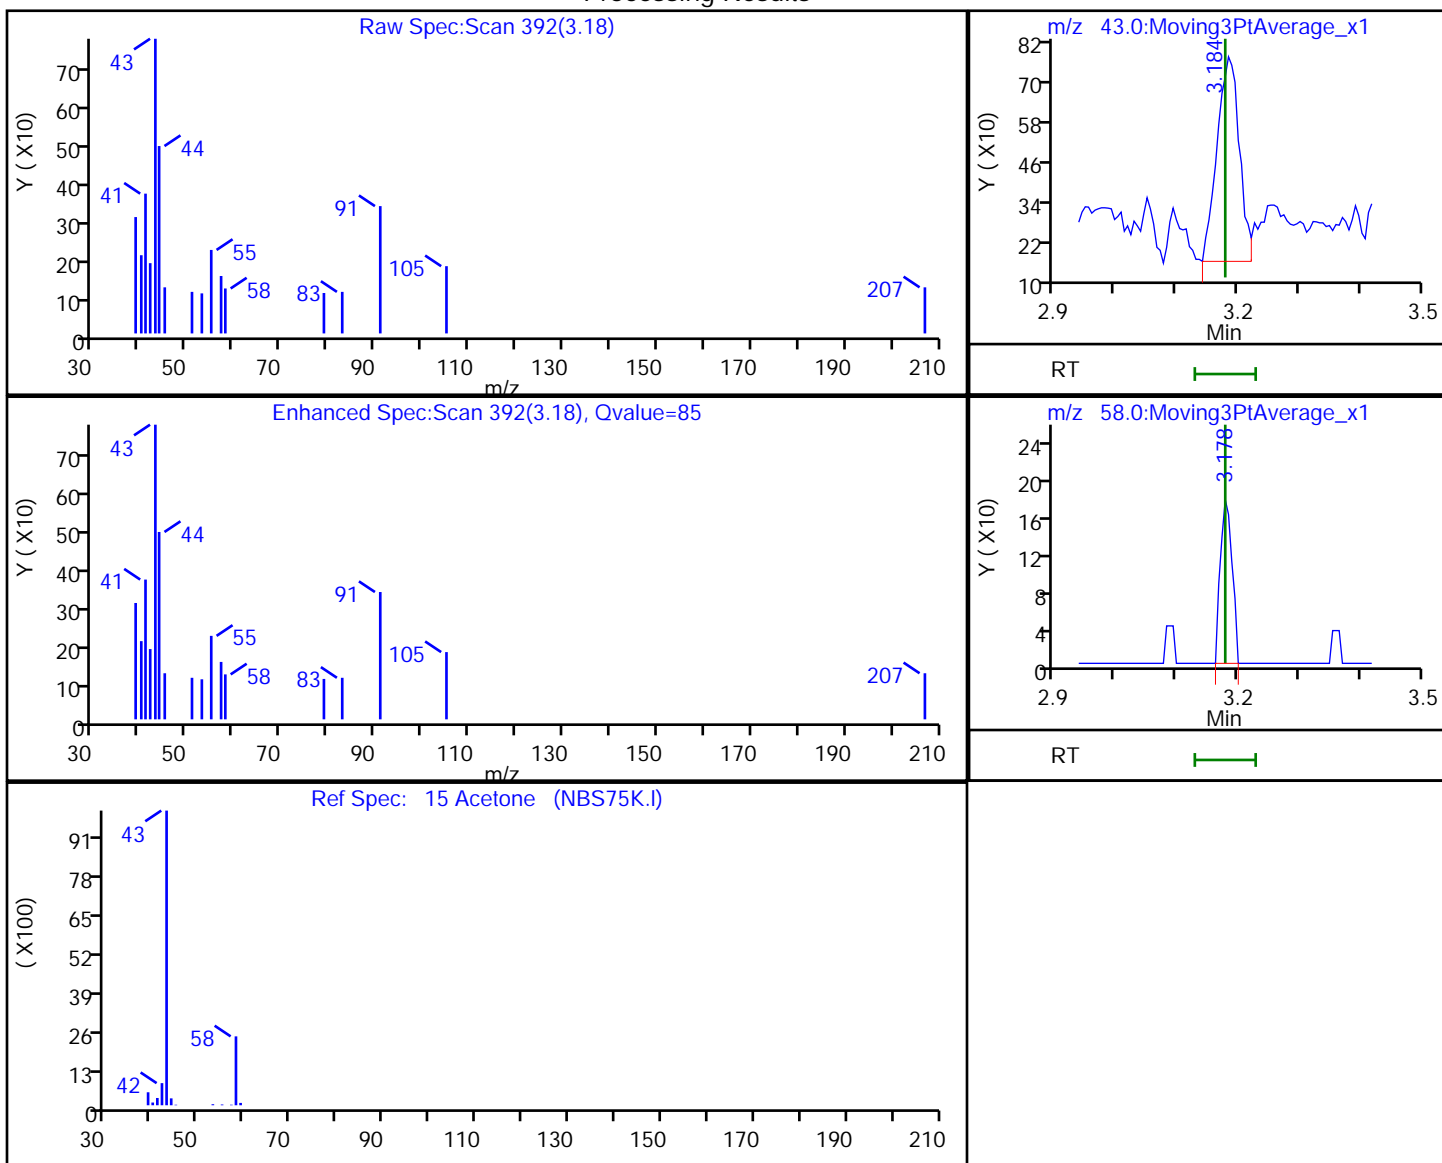 Processing Results
Raw Spec:Scan 392(3.18)
Y ( X10)
70
60
50
40
30
20
10
0
43
44
41
55
58
83
91
105
207
30 50 70 90 110 130 150 170 190 210
m/z
m/z 43.0:Moving3PtAverage_x1
Y ( X10)
82
70
58
46
34
22
10
3.184
2.9 3.2 3.5
Min
RT
Enhanced Spec:Scan 392(3.18), Qvalue=85
Y ( X10)
70
60
50
40
30
20
10
0
43
44
41
55
58
83
91
105
207
30 50 70 90 110 130 150 170 190 210
m/z
m/z 58.0:Moving3PtAverage_x1
Y ( X10)
24
20
16
12
8
4
0
3.178
2.9 3.2 3.5
Min
RT
Ref Spec: 15 Acetone (NBS75K.l)
( X100)
91
78
65
52
39
26
13
0
43
58
42
30 50 70 90 110 130 150 170 190 210